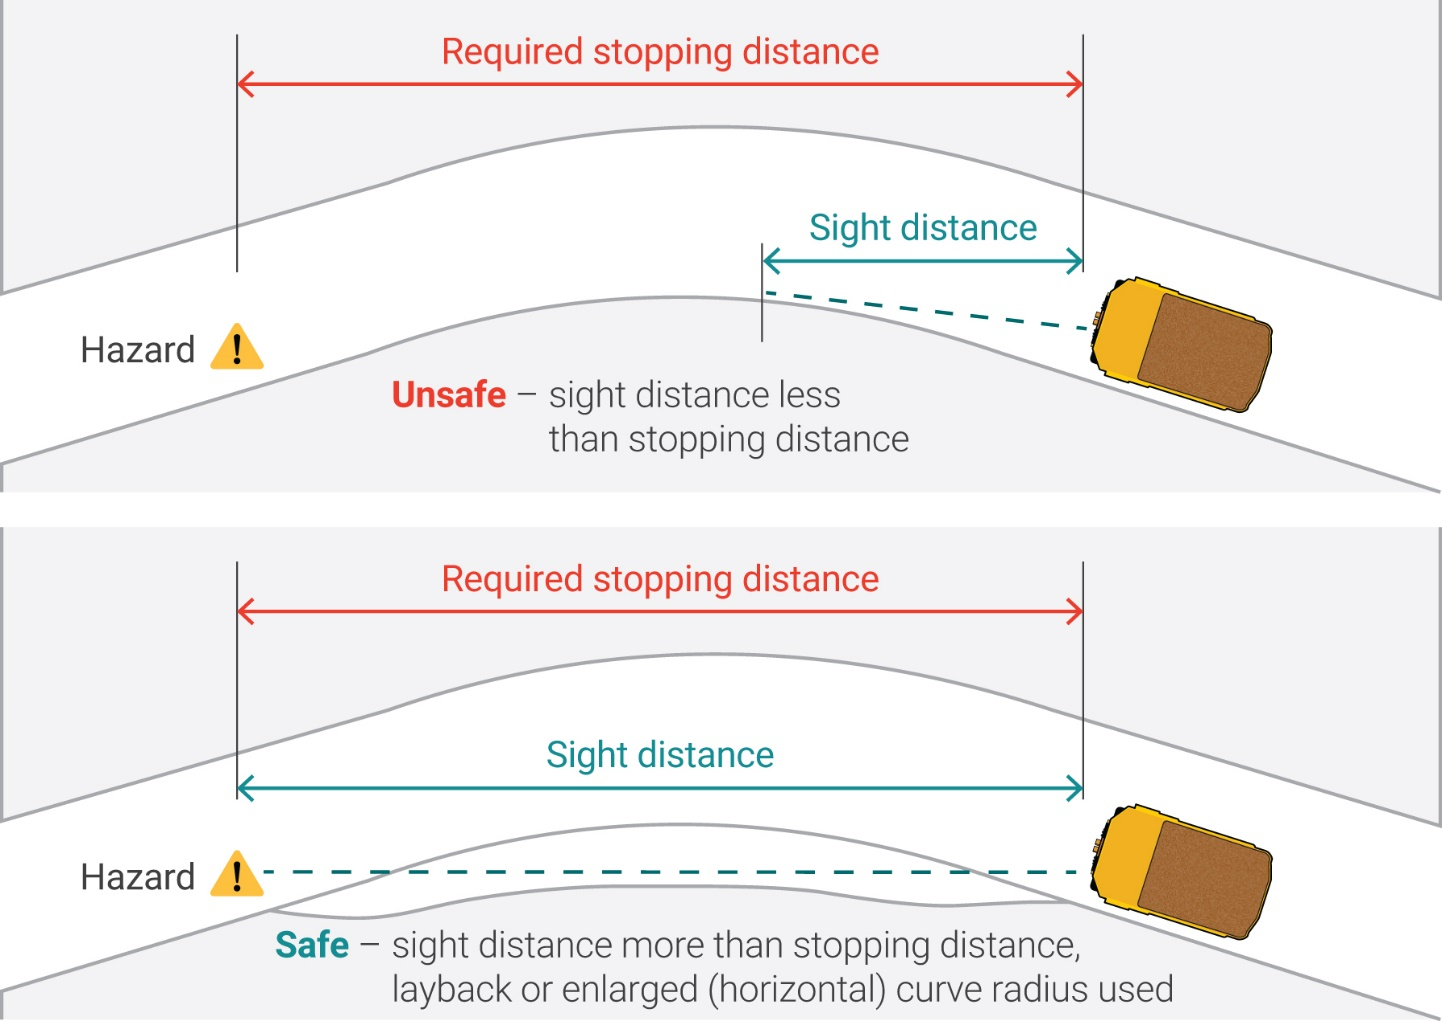 Required stopping distance
Sight distance
Hazard
Unsafe – sight distance less
than stopping distance
Required stopping distance
Sight distance
Hazard
Safe – sight distance more than stopping distance,
layback or enlarged (horizontal) curve radius used